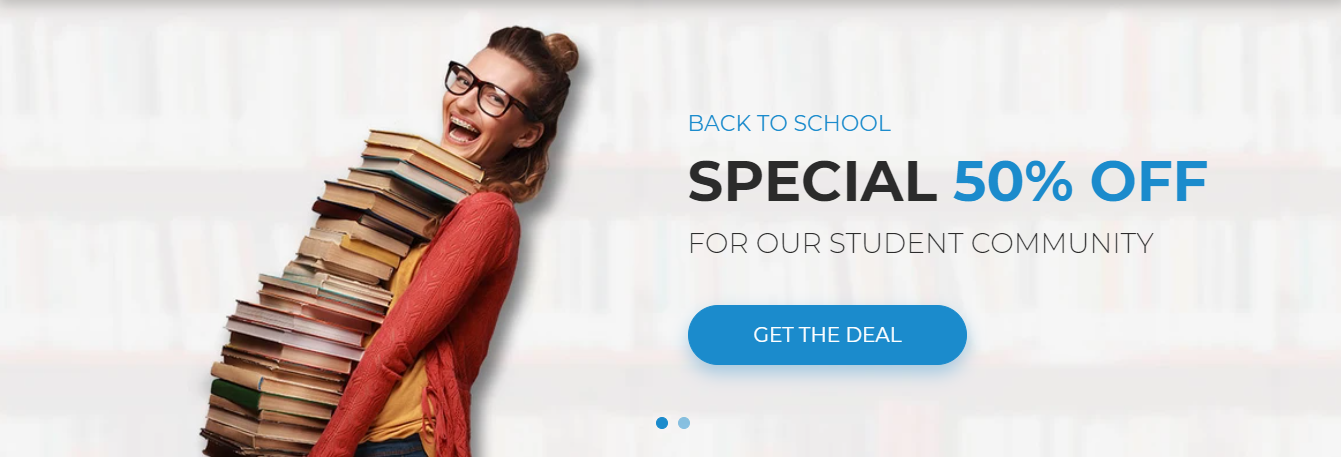 BACK TO SCHOOL
SPECIAL 50% OFF
FOR OUR STUDENT COMMUNITY
GET THE DEAL